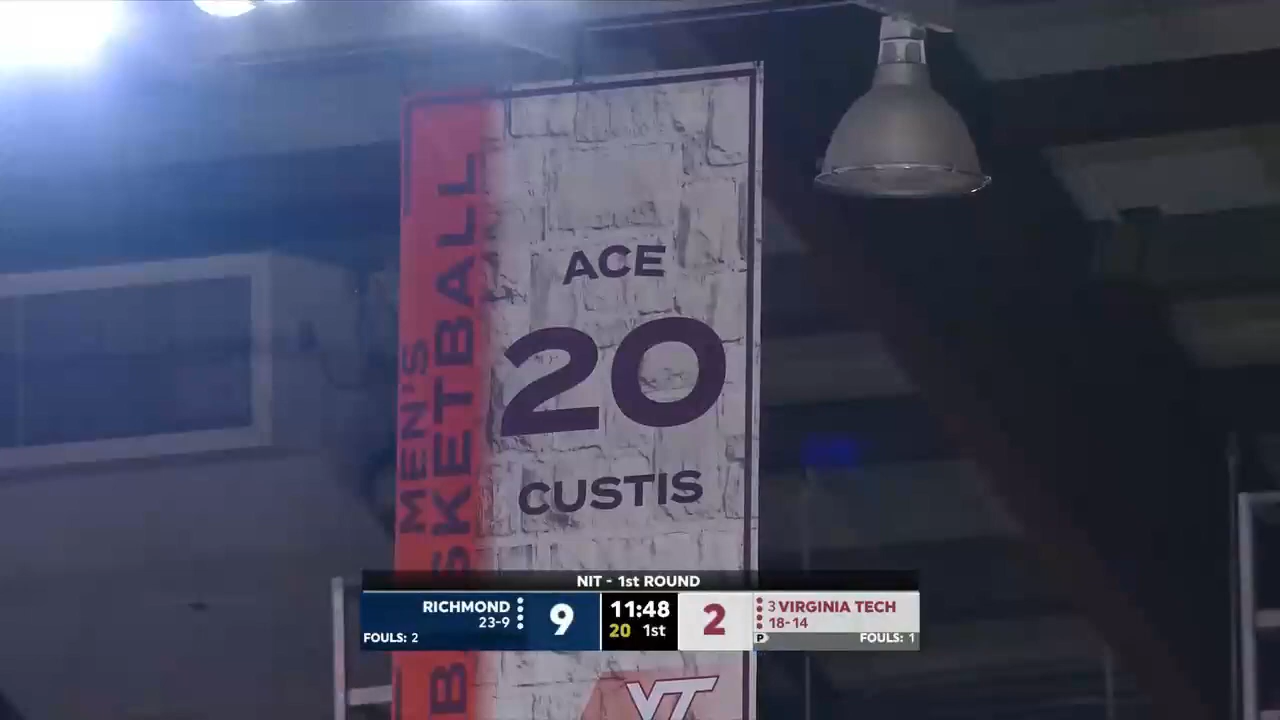 MEN'S
BASKETBALL
ACE
20
CUSTIS
VT
NIT - 1st ROUND
RICHMOND
23-9
FOULS: 2
9
11:48
20 1st
2
3 VIRGINIA TECH
18-14
P
FOULS: 1